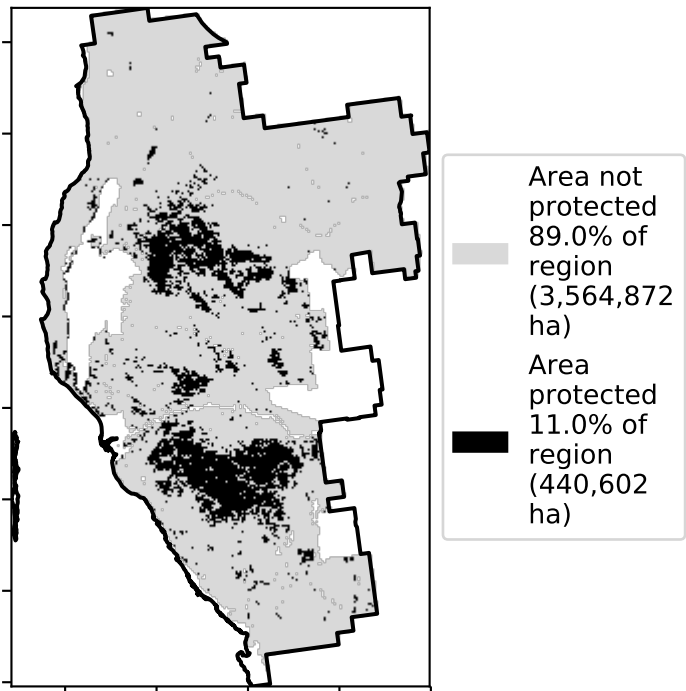 Area not
protected
89.0% of
region
(3,564,872
ha)
Area
protected
11.0% of
region
(440,602
ha)